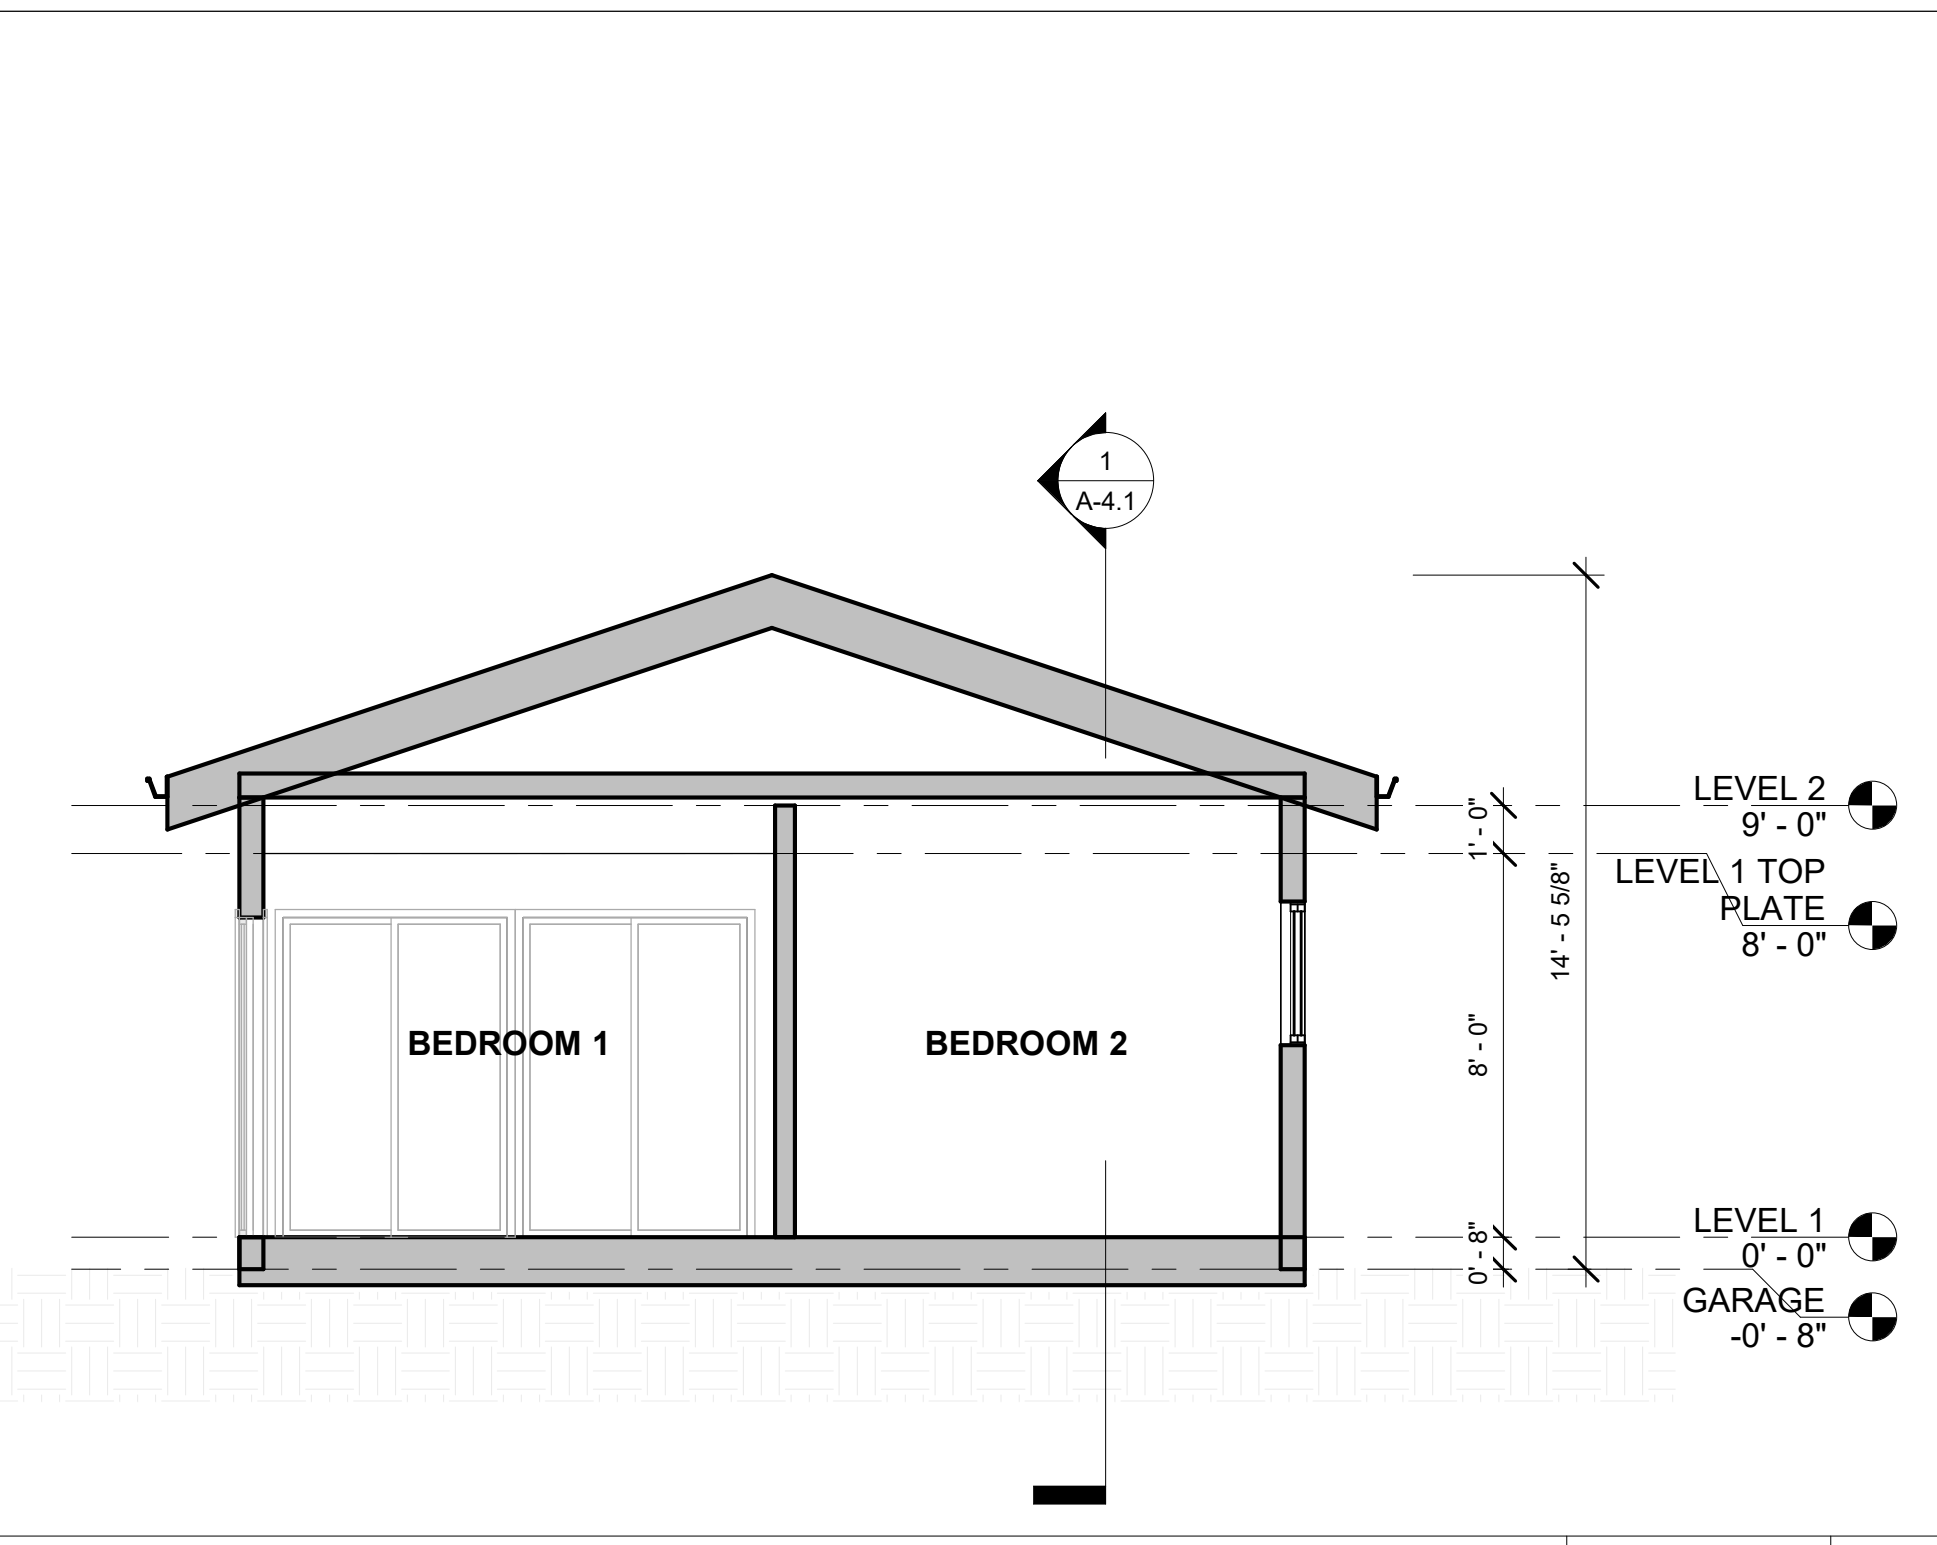 1
A-4.1
LEVEL 2
9' - 0"
1' - 0"
LEVEL 1 TOP
PLATE
8' - 0"
14' - 5 5/8"
8' - 0"
BEDROOM 1
BEDROOM 2
LEVEL 1
0' - 0"
0' - 8"
GARAGE
-0' - 8"